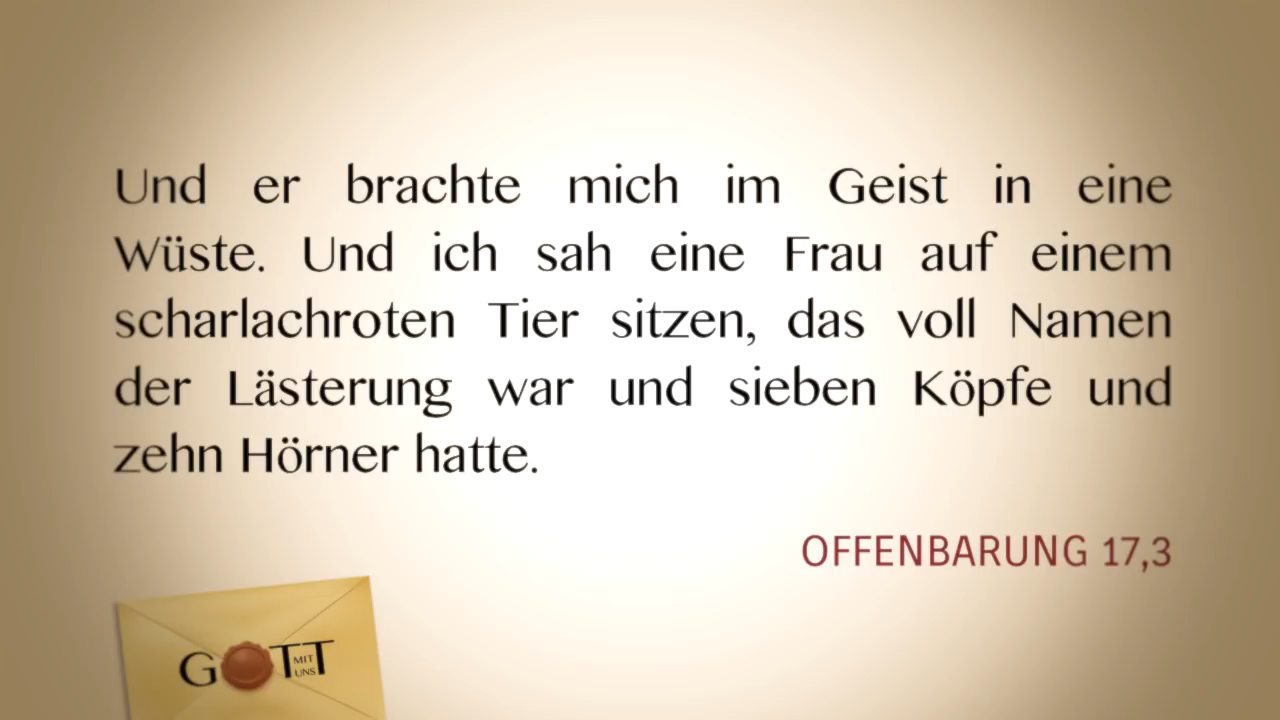 Und er brachte mich im Geist in eine
Wüste. Und ich sah eine Frau auf einem
scharlachroten Tier sitzen, das voll Namen
der Lästerung war und sieben Köpfe und
zehn Hörner hatte.
OFFENBARUNG 17,3
GOTT
MIT
UNS